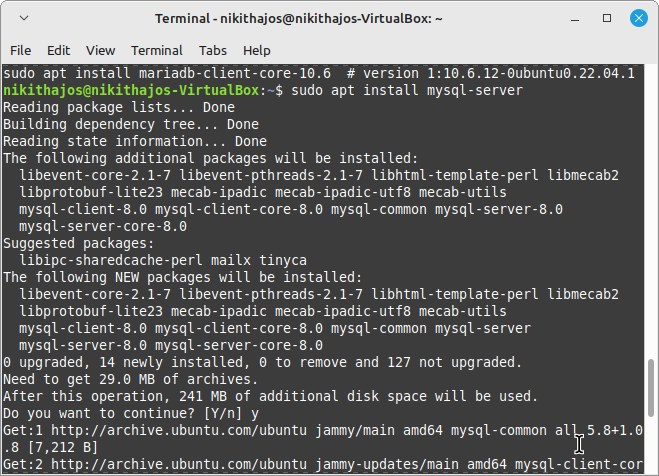 Terminal - nikithajos@nikithajos-VirtualBox: ~
File Edit View Terminal Tabs Help
sudo apt install mariadb-client-core-10.6  # version 1:10.6.12-0ubuntu0.22.04.1
nikithajos@nikithajos-VirtualBox:~$ sudo apt install mysql-server
Reading package lists... Done
Building dependency tree... Done
Reading state information... Done
The following additional packages will be installed:
  libevent-core-2.1-7 libevent-pthreads-2.1-7 libhtml-template-perl libmecab2
  libprotobuf-lite23 mecab-ipadic mecab-ipadic-utf8 mecab-utils
  mysql-client-8.0 mysql-client-core-8.0 mysql-common mysql-server-8.0
  mysql-server-core-8.0
Suggested packages:
  libipc-sharedcache-perl mailx tinyca
The following NEW packages will be installed:
  libevent-core-2.1-7 libevent-pthreads-2.1-7 libhtml-template-perl libmecab2
  libprotobuf-lite23 mecab-ipadic mecab-ipadic-utf8 mecab-utils
  mysql-client-8.0 mysql-client-core-8.0 mysql-common mysql-server
  mysql-server-8.0 mysql-server-core-8.0
0 upgraded, 14 newly installed, 0 to remove and 127 not upgraded.
Need to get 29.0 MB of archives.
After this operation, 241 MB of additional disk space will be used.
Do you want to continue? [Y/n] y
Get:1 http://archive.ubuntu.com/ubuntu jammy/main amd64 mysql-common all 5.8+1.0
.8 [7,212 B]
Get:2 http://archive.ubuntu.com/ubuntu jammy-updates/main amd64 mysql-client-cor